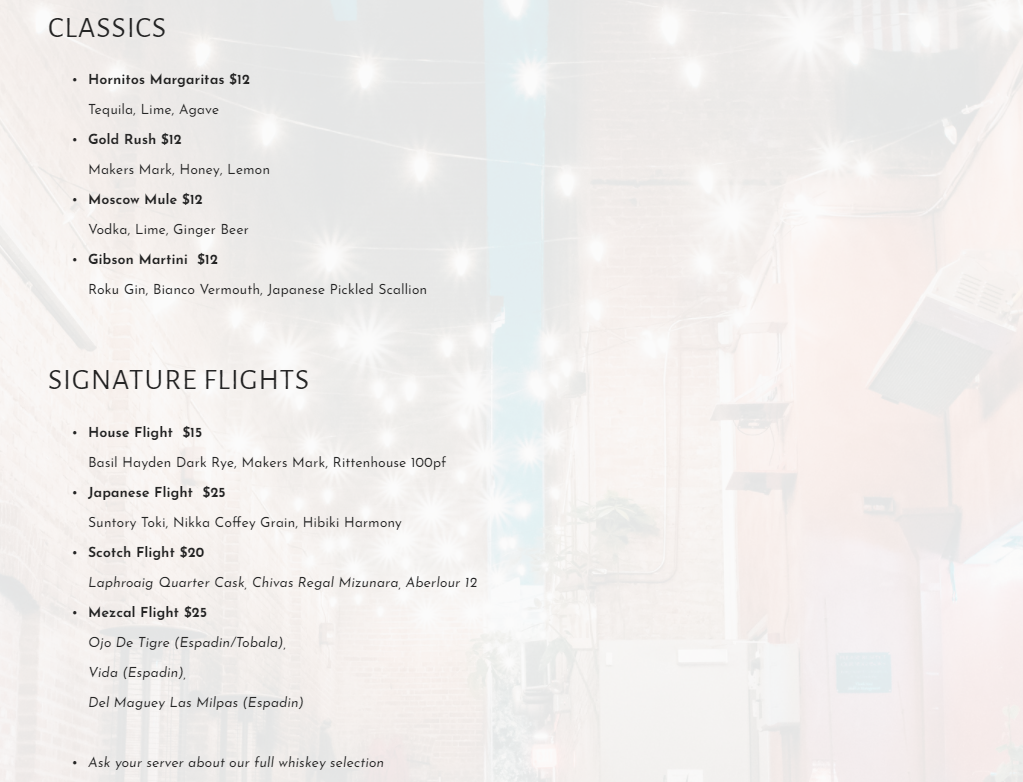 CLASSICS
• Hornitos Margaritas $12
Tequila, Lime, Agave
• Gold Rush $12
Makers Mark, Honey, Lemon
• Moscow Mule $12
Vodka, Lime, Ginger Beer
• Gibson Martini $12
Roku Gin, Bianco Vermouth, Japanese Pickled Scallion
SIGNATURE FLIGHTS
• House Flight $15
Basil Hayden Dark Rye, Makers Mark, Rittenhouse 100pf
• Japanese Flight $25
Suntory Toki, Nikka Coffey Grain, Hibiki Harmony
• Scotch Flight $20
Laphroaig Quarter Cask, Chivas Regal Mizunara, Aberlour 12
• Mezcal Flight $25
Ojo De Tigre (Espadin/Tobala),
Vida (Espadin),
Del Maguey Las Milpas (Espadin)
• Ask your server about our full whiskey selection